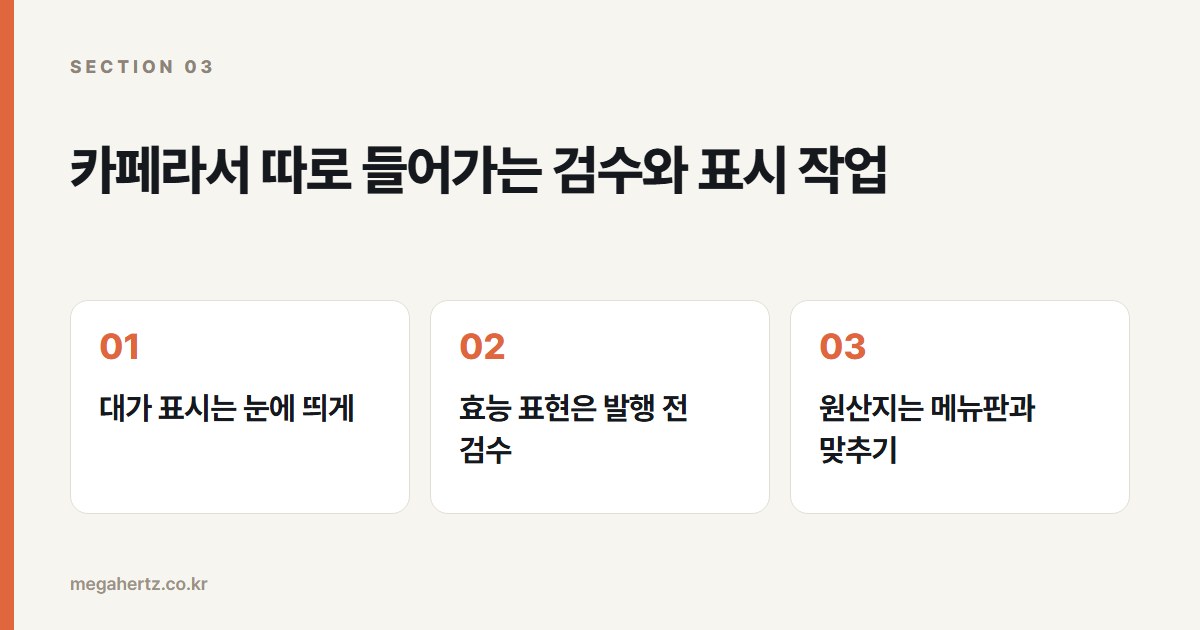 SECTION 03
카페라서 따로 들어가는 검수와 표시 작업
01
대가 표시는 눈에 띄게
02
효능 표현은 발행 전
검수
03
원산지는 메뉴판과
맞추기
megahertz.co.kr